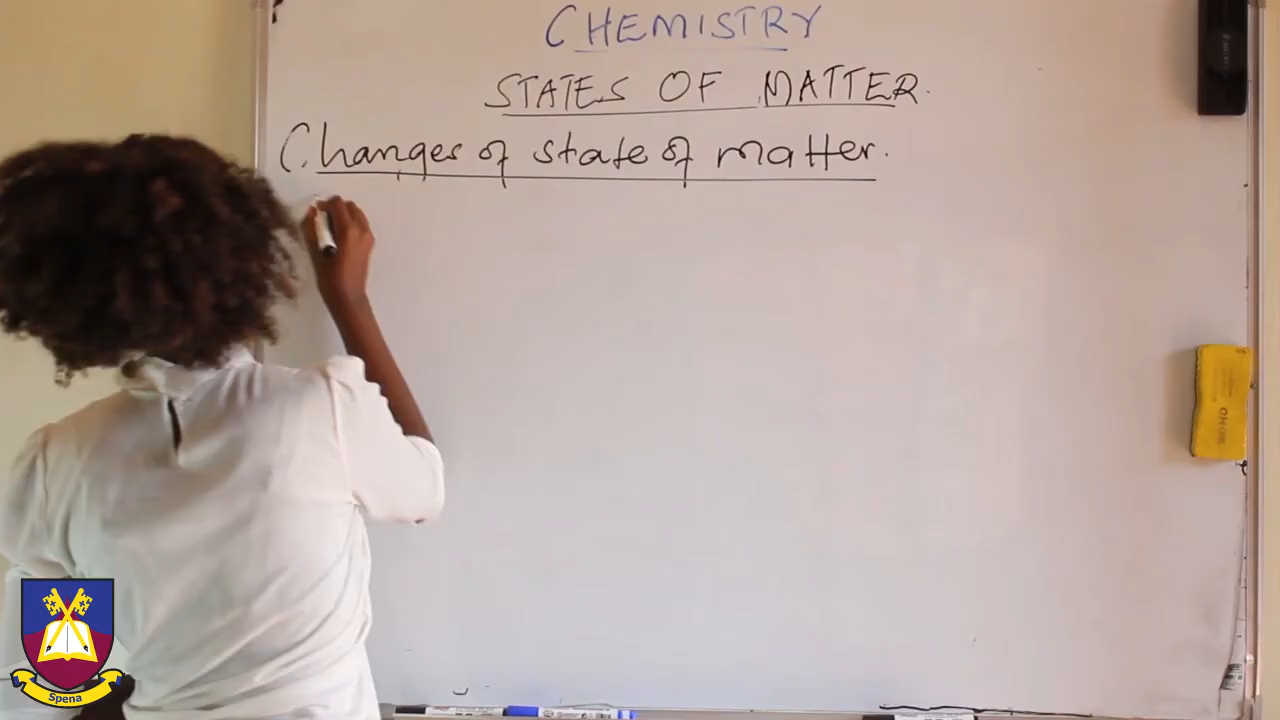 CHEMISTRY
STATES OF MATTER.
Changes of state of matter.
Spena